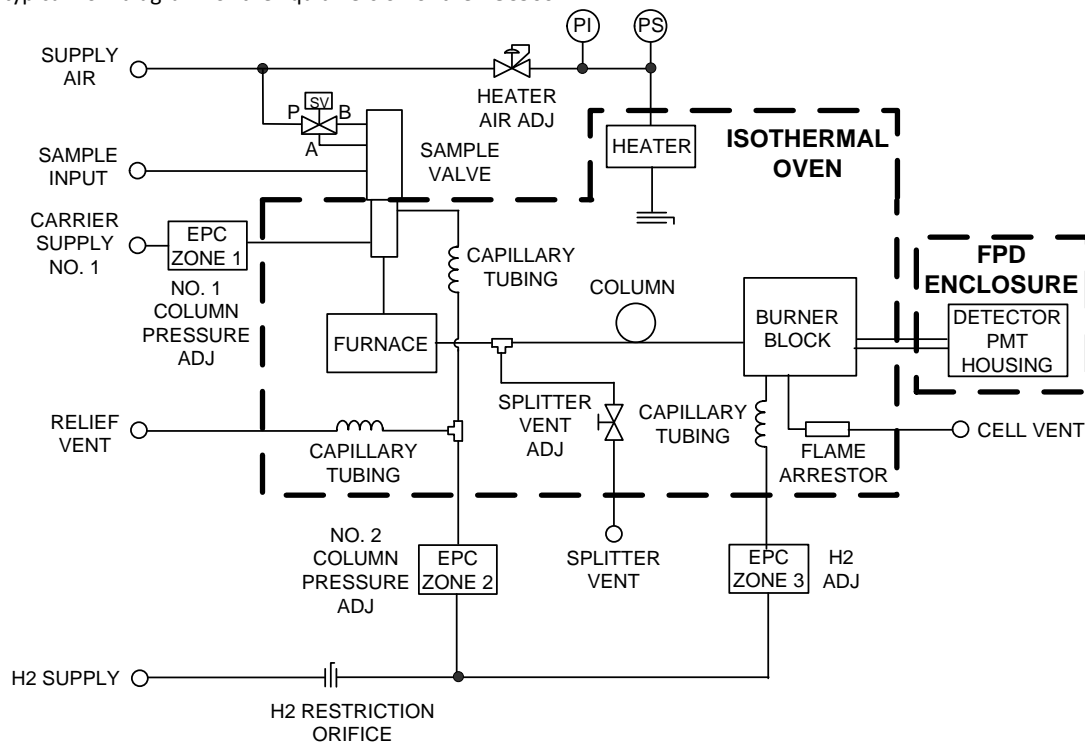 PI
PS
SUPPLY
AIR
HEATER
AIR ADJ
SV
P
B
A
SAMPLE
VALVE
HEATER
ISOTHERMAL
OVEN
SAMPLE
INPUT
CARRIER
SUPPLY
NO. 1
EPC
ZONE 1
NO. 1
COLUMN
PRESSURE
ADJ
CAPILLARY
TUBING
COLUMN
FURNACE
BURNER
BLOCK
FPD
ENCLOSURE
DETECTOR
PMT
HOUSING
SPLITTER
VENT
ADJ
CAPILLARY
TUBING
RELIEF
VENT
CAPILLARY
TUBING
FLAME
ARRESTOR
CELL VENT
NO. 2
COLUMN
PRESSURE
ADJ
EPC
ZONE 2
SPLITTER
VENT
EPC
ZONE 3
H2
ADJ
H2 SUPPLY
H2 RESTRICTION
ORIFICE